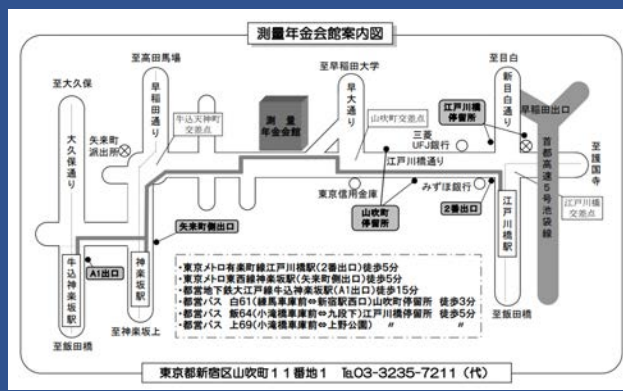 測量年金会館案内図
至高田馬場
至大久保
至早稲田大学
至目白
早稲田通り
牛込天神町
交差点
早大通り
山吹町交差点
江戸川橋
停留所
新目白通り
早稲田出口
大久保通り
矢来町
派出所
測量
年金会館
三菱
UFJ銀行
江戸川橋通り
首都高速5号池袋線
至護国寺
東京信用金庫
みずほ銀行
山吹町
停留所
2番出口
江戸川橋駅
江戸川橋
交差点
矢来町側出口
A1出口
牛込神楽坂駅
神楽坂駅
至飯田橋
至神楽坂上
至飯田橋
・東京メトロ有楽町線江戸川橋駅(2番出口)徒歩5分
・東京メトロ東西線神楽坂駅(矢来町側出口)徒歩5分
・都営地下鉄大江戸線牛込神楽坂駅(A1出口)徒歩15分
・都営バス 白61(練馬車庫前⇔新宿駅西口)山吹町停留所 徒歩3分
・都営バス 飯64(小滝橋車庫前⇔九段下)江戸川橋停留所 徒歩5分
・都営バス 上69(小滝橋車庫前⇔上野公園) 〃 〃
東京都新宿区山吹町11番地1 ℡03-3235-7211(代)